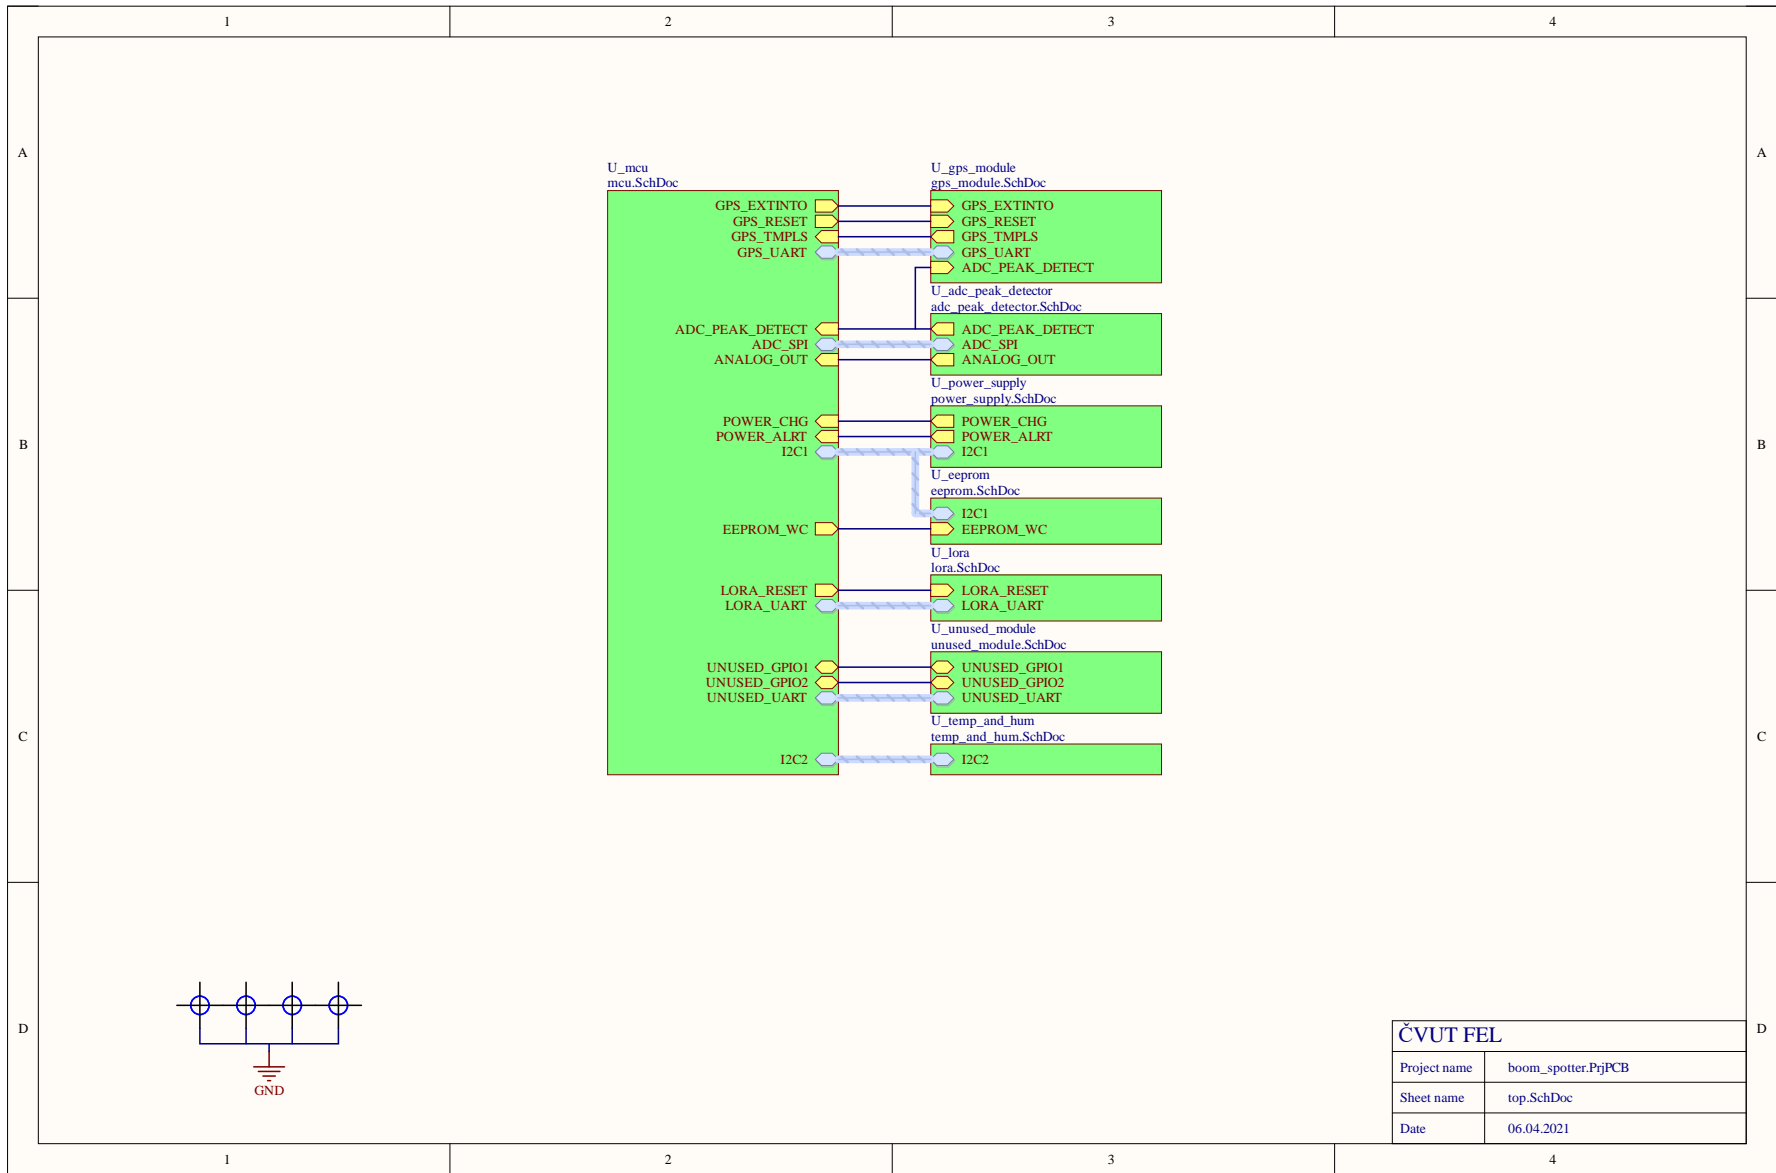 1 2 3 4
A A
U_mcu
mcu.SchDoc
GPS_EXTINTO
GPS_RESET
GPS_TMPLS
GPS_UART
ADC_PEAK_DETECT
ADC_SPI
ANALOG_OUT
POWER_CHG
POWER_ALRT
I2C1
EEPROM_WC
LORA_RESET
LORA_UART
UNUSED_GPIO1
UNUSED_GPIO2
UNUSED_UART
I2C2
U_gps_module
gps_module.SchDoc
GPS_EXTINTO
GPS_RESET
GPS_TMPLS
GPS_UART
ADC_PEAK_DETECT
U_adc_peak_detector
adc_peak_detector.SchDoc
ADC_PEAK_DETECT
ADC_SPI
ANALOG_OUT
U_power_supply
power_supply.SchDoc
POWER_CHG
POWER_ALRT
I2C1
U_eeprom
eeprom.SchDoc
I2C1
EEPROM_WC
U_lora
lora.SchDoc
LORA_RESET
LORA_UART
U_unused_module
unused_module.SchDoc
UNUSED_GPIO1
UNUSED_GPIO2
UNUSED_UART
U_temp_and_hum
temp_and_hum.SchDoc
I2C2
B B
C C
D D
GND
ČVUT FEL
Project name boom_spotter.PrjPCB
Sheet name top.SchDoc
Date 06.04.2021
1 2 3 4